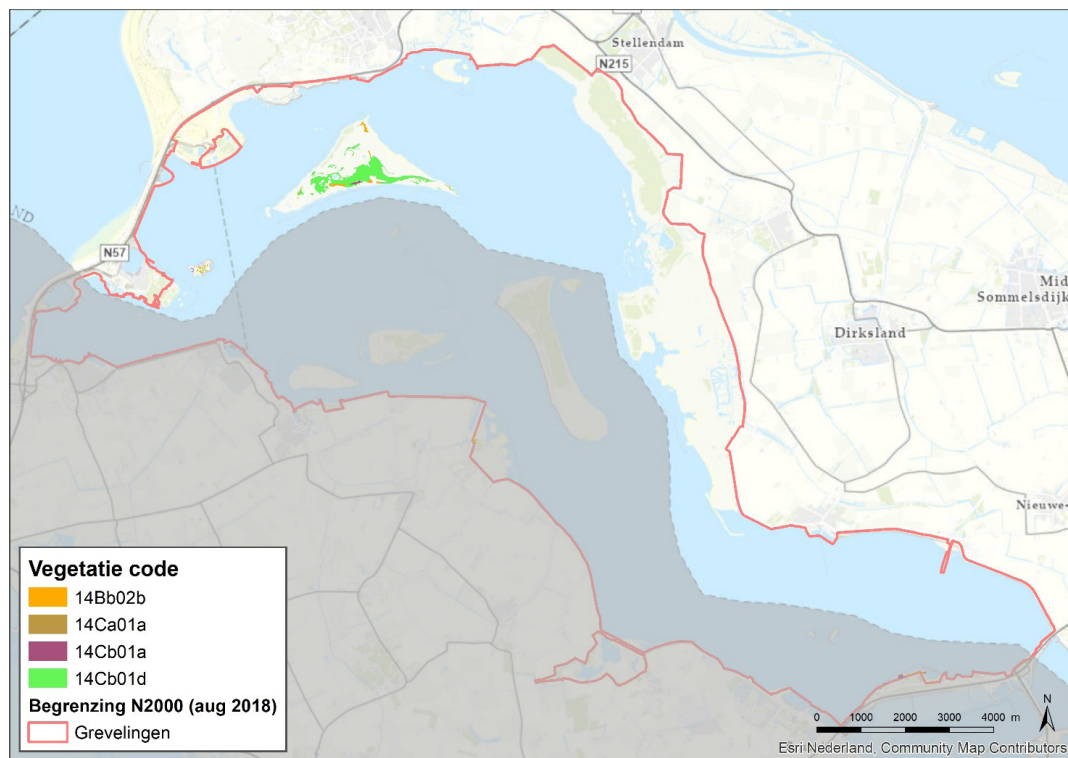 Stellendam
N215
ND
N57
Mid
Sommelsdijk
Dirksland
Nieuwe-
Vegetatie code
14Bb02b
14Ca01a
14Cb01a
14Cb01d
Begrenzing N2000 (aug 2018)
Grevelingen
N
0 1000 2000 3000 4000 m
Esri Nederland, Community Map Contributors